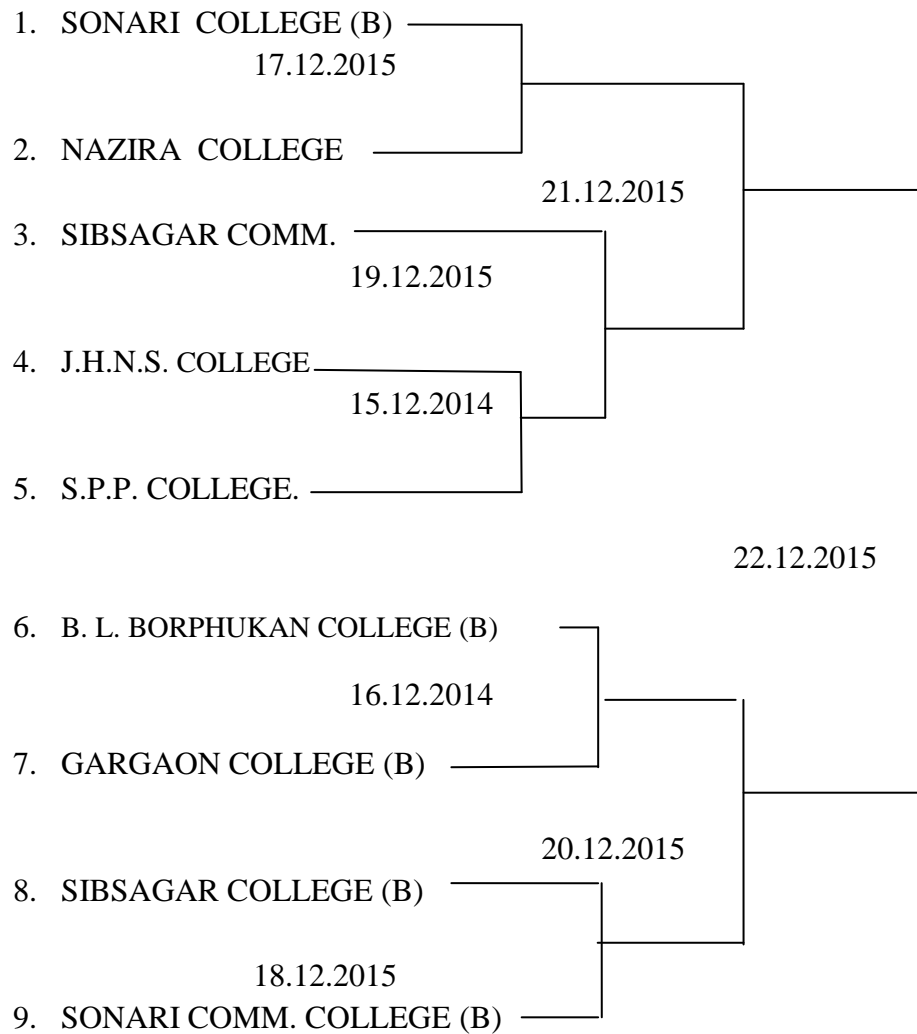 1. SONARI COLLEGE (B)
17.12.2015
2. NAZIRA COLLEGE
21.12.2015
3. SIBSAGAR COMM.
19.12.2015
4. J.H.N.S. COLLEGE
15.12.2014
5. S.P.P. COLLEGE.
22.12.2015
6. B. L. BORPHUKAN COLLEGE (B)
16.12.2014
7. GARGAON COLLEGE (B)
20.12.2015
8. SIBSAGAR COLLEGE (B)
18.12.2015
9. SONARI COMM. COLLEGE (B)